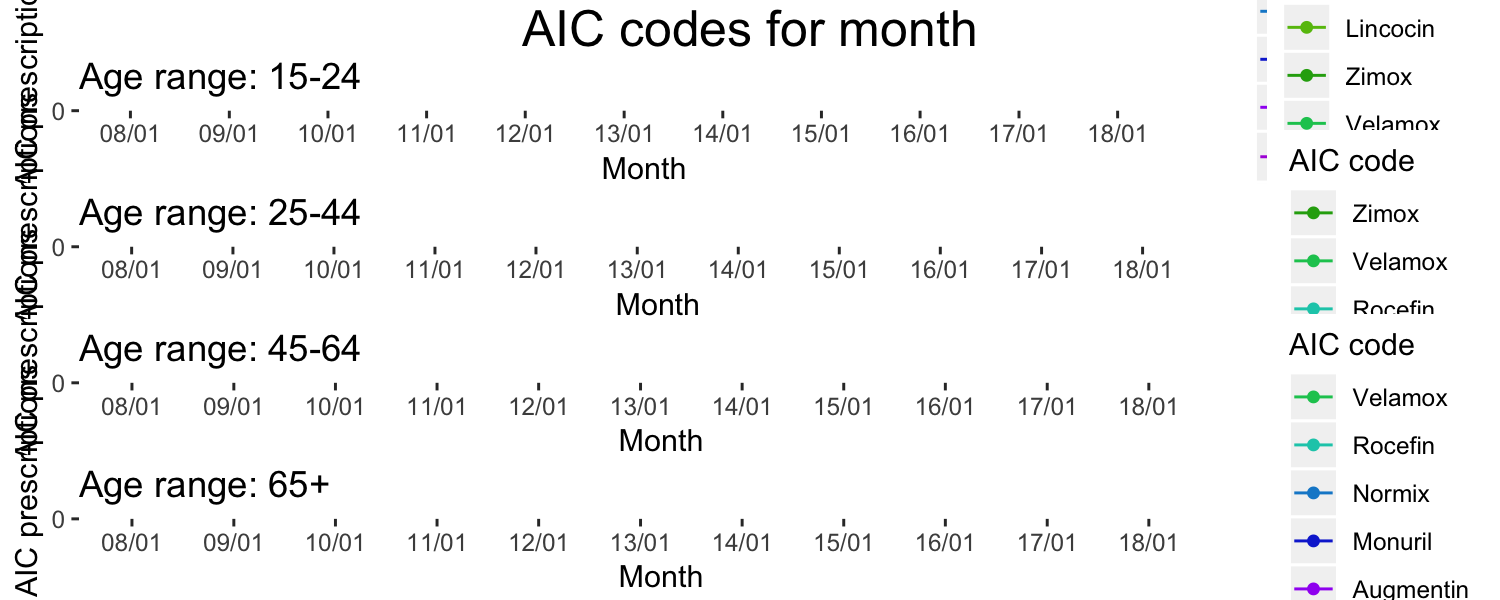 AIC codes for month
Age range: 15-24
0
08/01 09/01 10/01 11/01 12/01 13/01 14/01 15/01 16/01 17/01 18/01
Month
Age range: 25-44
0
08/01 09/01 10/01 11/01 12/01 13/01 14/01 15/01 16/01 17/01 18/01
Month
Age range: 45-64
0
08/01 09/01 10/01 11/01 12/01 13/01 14/01 15/01 16/01 17/01 18/01
Month
Age range: 65+
0
08/01 09/01 10/01 11/01 12/01 13/01 14/01 15/01 16/01 17/01 18/01
Month
AIC
Lincocin
Zimox
Velamox
AIC code
Zimox
Velamox
Rocefin
AIC code
Velamox
Rocefin
Normix
Monuril
Augmentin